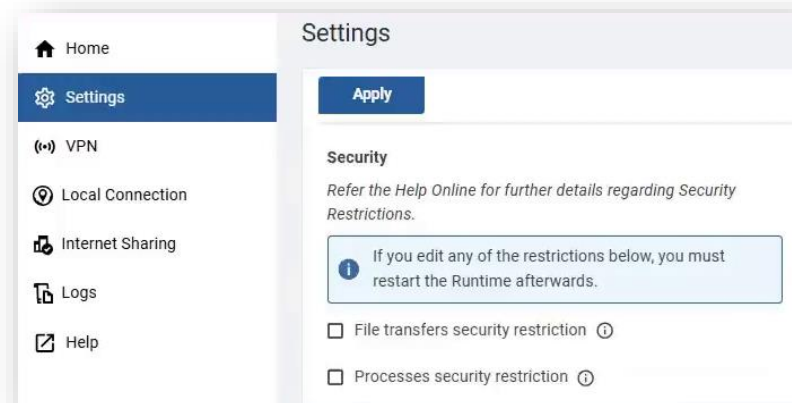 Home
Settings
VPN
Local Connection
Internet Sharing
Logs
Help
Settings
Apply
Security
Refer the Help Online for further details regarding Security
Restrictions.
If you edit any of the restrictions below, you must
restart the Runtime afterwards.
File transfers security restriction
Processes security restriction